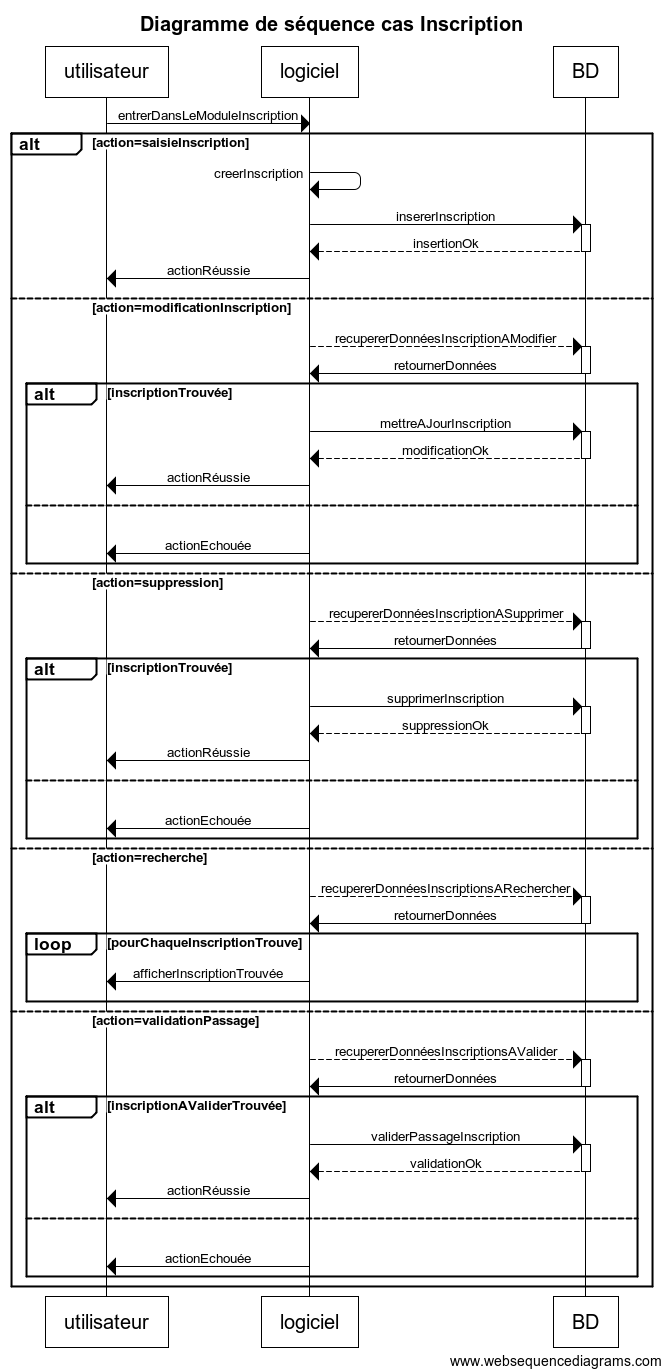 Diagramme de séquence cas Inscription
utilisateur
logiciel
BD
entrerDansLeModuleInscription
alt
[action=saisieInscription]
creerInscription
insererInscription
insertionOk
actionRéussie
[action=modificationInscription]
recupererDonnéesInscriptionAModifier
retournerDonnées
alt
[inscriptionTrouvée]
mettreAJourInscription
modificationOk
actionRéussie
actionEchouée
[action=suppression]
recupererDonnéesInscriptionASupprimer
retournerDonnées
alt
[inscriptionTrouvée]
supprimerInscription
suppressionOk
actionRéussie
actionEchouée
[action=recherche]
recupererDonnéesInscriptionsARechercher
retournerDonnées
loop
[pourChaqueInscriptionTrouve]
afficherInscriptionTrouvée
[action=validationPassage]
recupererDonnéesInscriptionsAValider
retournerDonnées
alt
[inscriptionAValiderTrouvée]
validerPassageInscription
validationOk
actionRéussie
actionEchouée
utilisateur
logiciel
BD
www.websequencediagrams.com